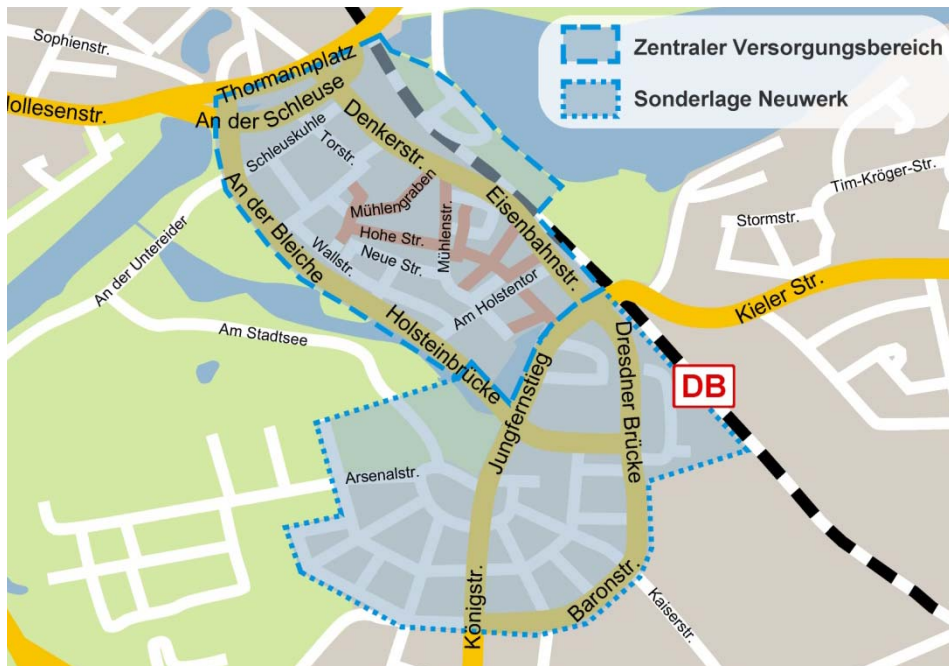 Zentraler Versorgungsbereich
Sonderlage Neuwerk
Sophienstr.
Thormannplatz
ollesenstr.
An der Schleuse
Schleuskuhle
Torstr.
Denkerstr.
Mühlengraben
Hohe Str.
Neue Str.
Mühlenstr.
Wallstr.
An der Bleiche
Eisenbahnstr.
Am Holstentor
Tim-Kröger-Str.
Stormstr.
Kieler Str.
An der Untereider
Am Stadtsee
Holsteinbrücke
Jungfernstieg
Dresdner Brücke
DB
Arsenalstr.
Königstr.
Baronstr.
Kaiserstr.